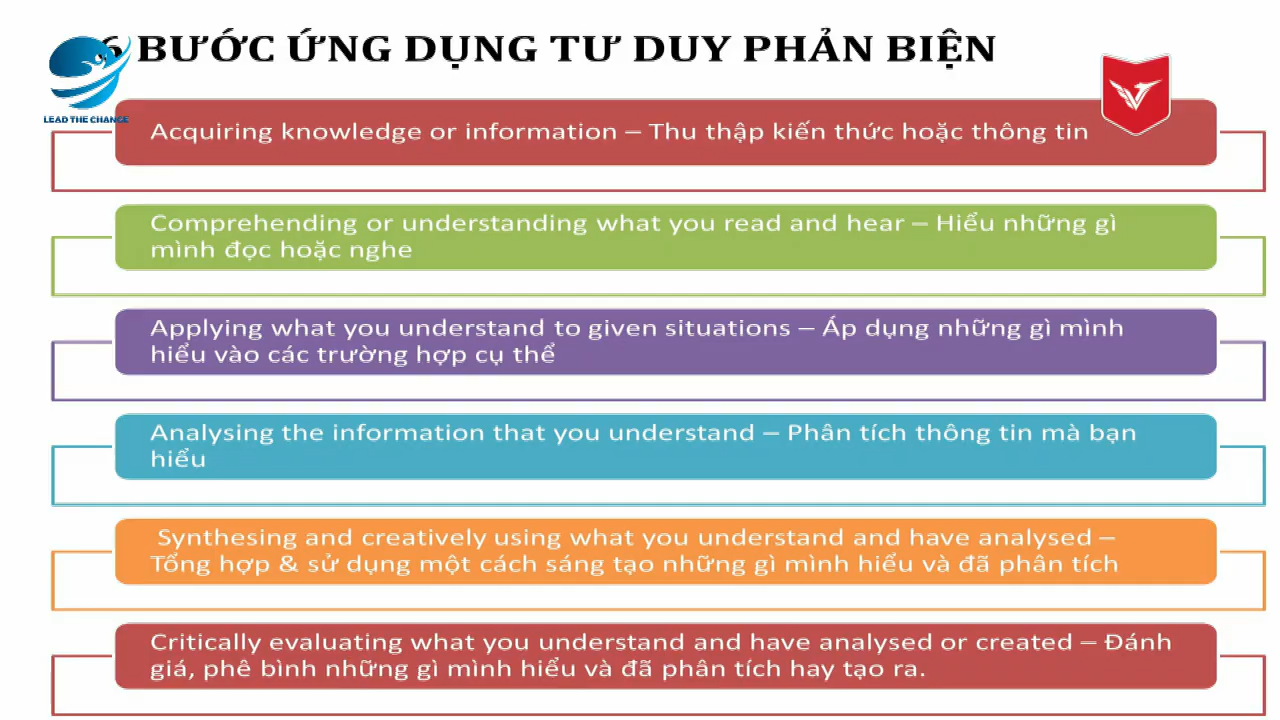 6 BƯỚC ỨNG DỤNG TƯ DUY PHẢN BIỆN
LEAD THE CHANGE
Acquiring knowledge or information – Thu thập kiến thức hoặc thông tin
Comprehending or understanding what you read and hear – Hiểu những gì
mình đọc hoặc nghe
Applying what you understand to given situations – Áp dụng những gì mình
hiểu vào các trường hợp cụ thể
Analysing the information that you understand – Phân tích thông tin mà bạn
hiểu
Synthesing and creatively using what you understand and have analysed –
Tổng hợp & sử dụng một cách sáng tạo những gì mình hiểu và đã phân tích
Critically evaluating what you understand and have analysed or created – Đánh
giá, phê bình những gì mình hiểu và đã phân tích hay tạo ra.